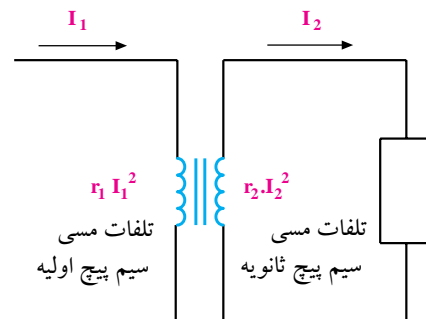 I₁
I₂
r₁ I₁²
r₂.I₂²
تلفات مسی
سیم پیچ اولیه
تلفات مسی
سیم پیچ ثانویه